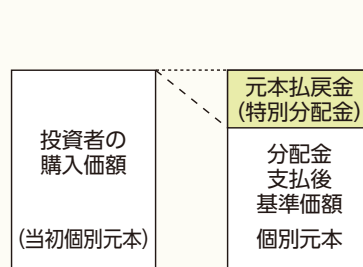 投資者の
購入価額
(当初個別元本)
元本払戻金
(特別分配金)
分配金
支払後
基準価額
個別元本